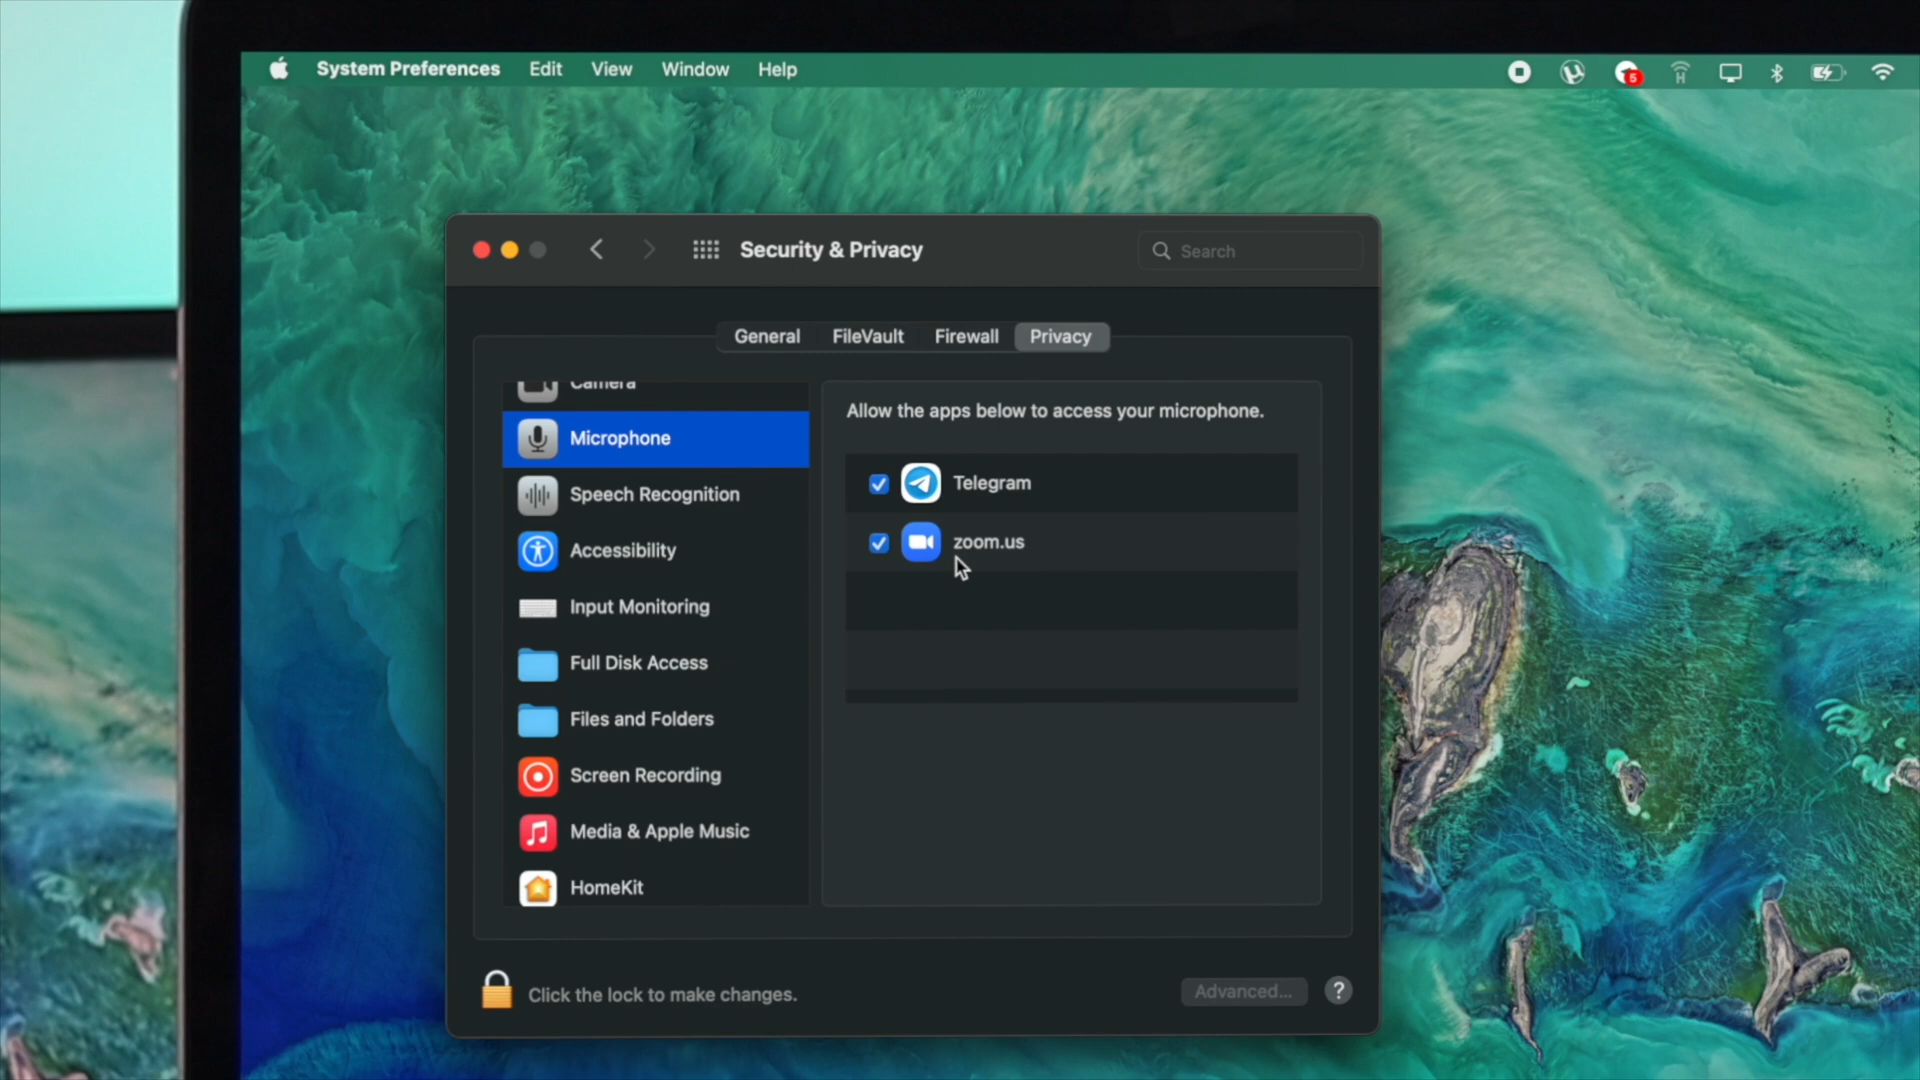 System Preferences Edit View Window Help
5
Security & Privacy
Search
General FileVault Firewall Privacy
Camera
Microphone
Speech Recognition
Accessibility
Input Monitoring
Full Disk Access
Files and Folders
Screen Recording
Media & Apple Music
HomeKit
Allow the apps below to access your microphone.
Telegram
zoom.us
Click the lock to make changes.
Advanced...
?